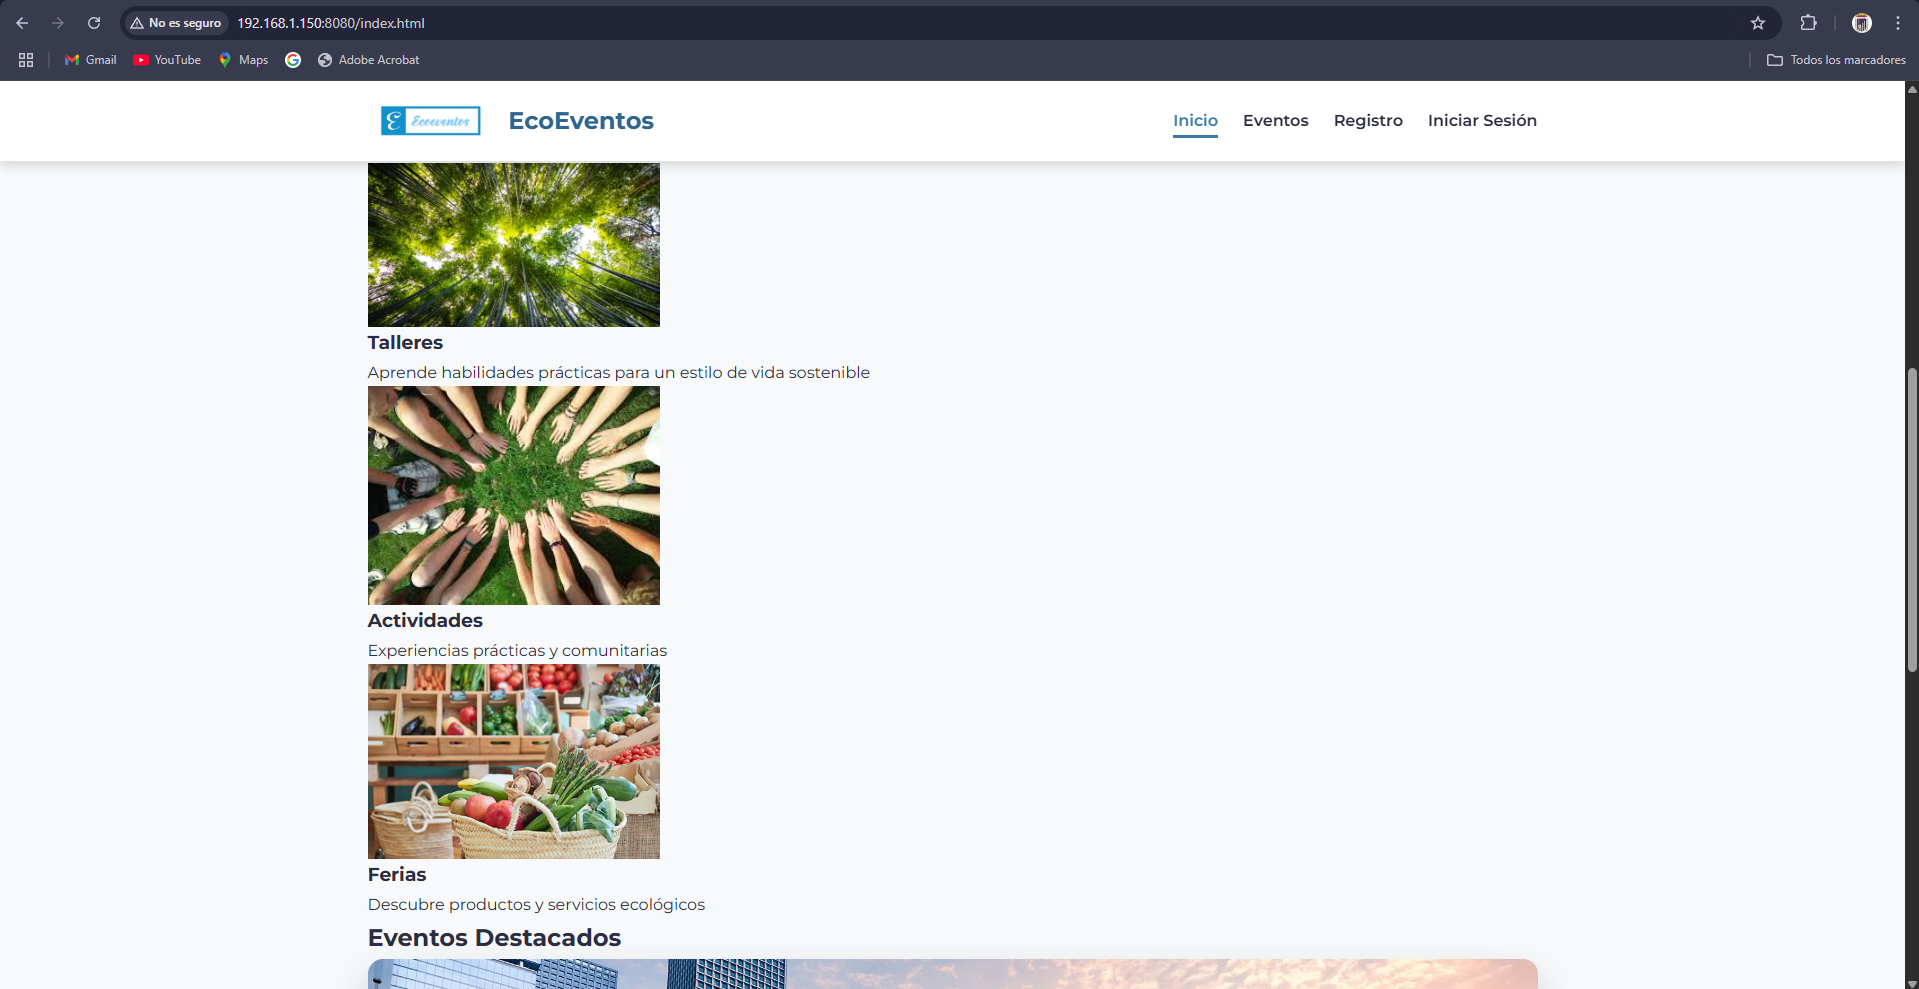 No es seguro
192.168.1.150:8080/index.html
Gmail
YouTube
Maps
Adobe Acrobat
Todos los marcadores
Ɛ Ecoeventos
EcoEventos
Inicio
Eventos
Registro
Iniciar Sesión
Talleres
Aprende habilidades prácticas para un estilo de vida sostenible
Actividades
Experiencias prácticas y comunitarias
Ferias
Descubre productos y servicios ecológicos
Eventos Destacados